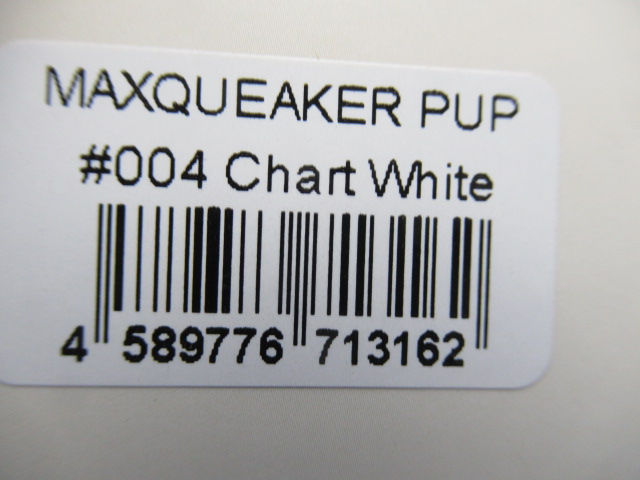 MAXQUEAKER PUP
#004 Chart White
4 589776 713162